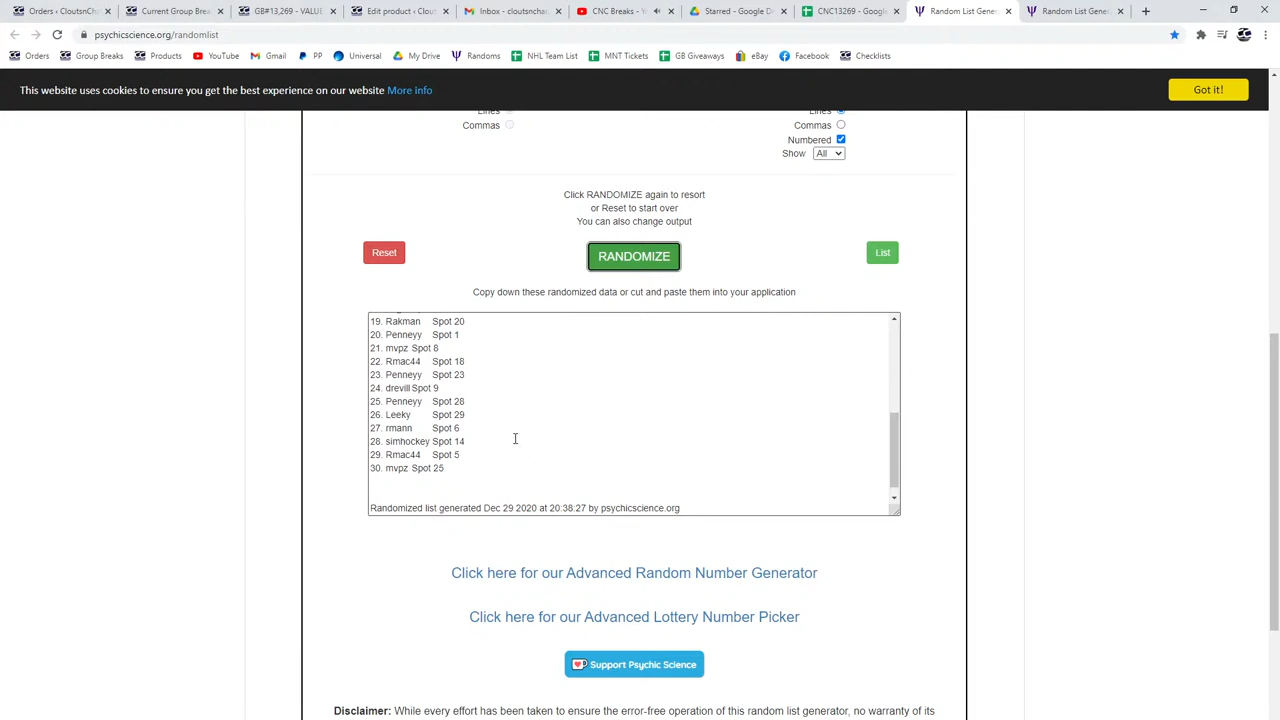 Orders ‹ CloutsnCh
Current Group Brea
GB#13,269 - VALUE
Edit product ‹ Clout
Inbox - cloutsnchar
YouTube CNC Breaks -
Starred - Google D
CNC13269 - Google
Random List Gener
Random List Gener
psychicscience.org/randomlist
Orders Group Breaks Products YouTube Gmail PP Universal My Drive Randoms NHL Team List MNT Tickets GB Giveaways eBay Facebook Checklists
This website uses cookies to ensure you get the best experience on our website More info
Got it!
Lines Lines
Commas Commas
Numbered
Show All
Click RANDOMIZE again to resort
or Reset to start over
You can also change output
Reset RANDOMIZE List
Copy down these randomized data or cut and paste them into your application
19. Rakman Spot 20
20. Penneyy Spot 1
21. mvpz Spot 8
22. Rmac44 Spot 18
23. Penneyy Spot 23
24. drevill Spot 9
25. Penneyy Spot 28
26. Leeky Spot 29
27. rmann Spot 6
28. simhockey Spot 14
29. Rmac44 Spot 5
30. mvpz Spot 25
Randomized list generated Dec 29 2020 at 20:38:27 by psychicscience.org
Click here for our Advanced Random Number Generator
Click here for our Advanced Lottery Number Picker
Support Psychic Science
Disclaimer: While every effort has been taken to ensure the error-free operation of this random list generator, no warranty of its